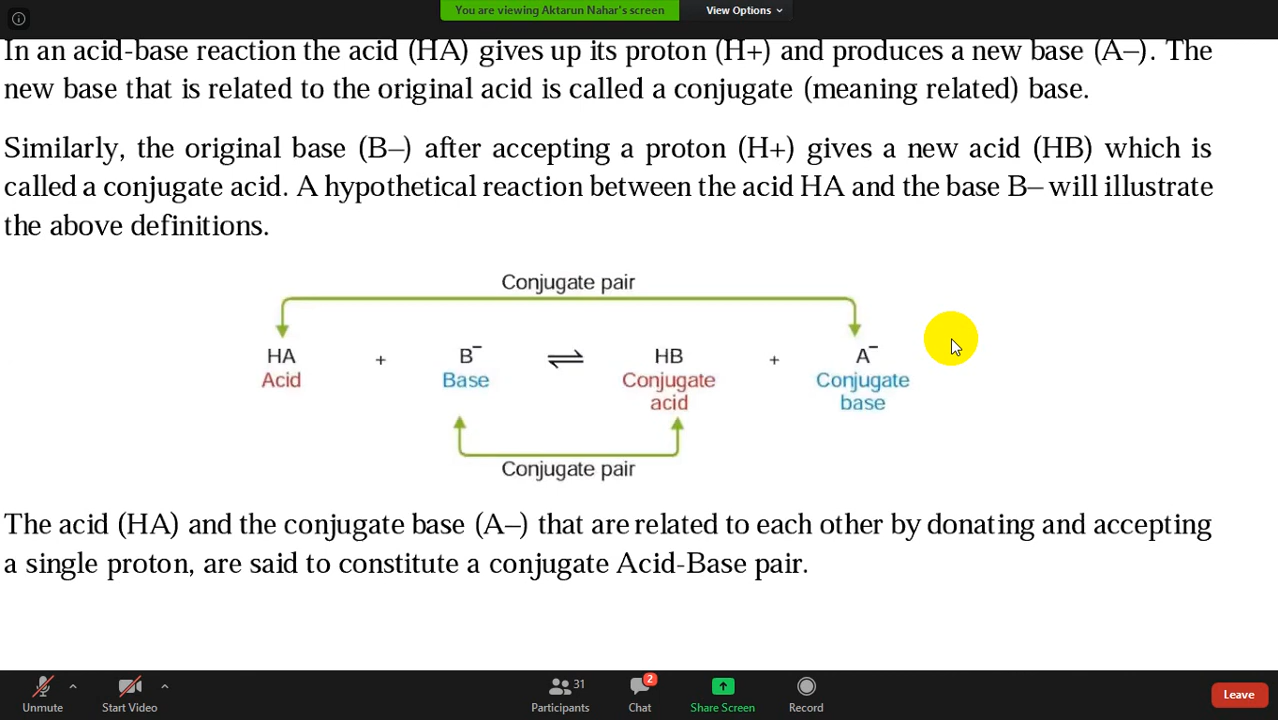 You are viewing Aktarun Nahar's screen
View Options
In an acid-base reaction the acid (HA) gives up its proton (H+) and produces a new base (A–). The
new base that is related to the original acid is called a conjugate (meaning related) base.
Similarly, the original base (B–) after accepting a proton (H+) gives a new acid (HB) which is
called a conjugate acid. A hypothetical reaction between the acid HA and the base B– will illustrate
the above definitions.
Conjugate pair
HA + B⁻ ⇌ HB + A⁻
Acid Base Conjugate Conjugate
acid base
Conjugate pair
The acid (HA) and the conjugate base (A–) that are related to each other by donating and accepting
a single proton, are said to constitute a conjugate Acid-Base pair.
31
2
Unmute Start Video Participants Chat Share Screen Record Leave